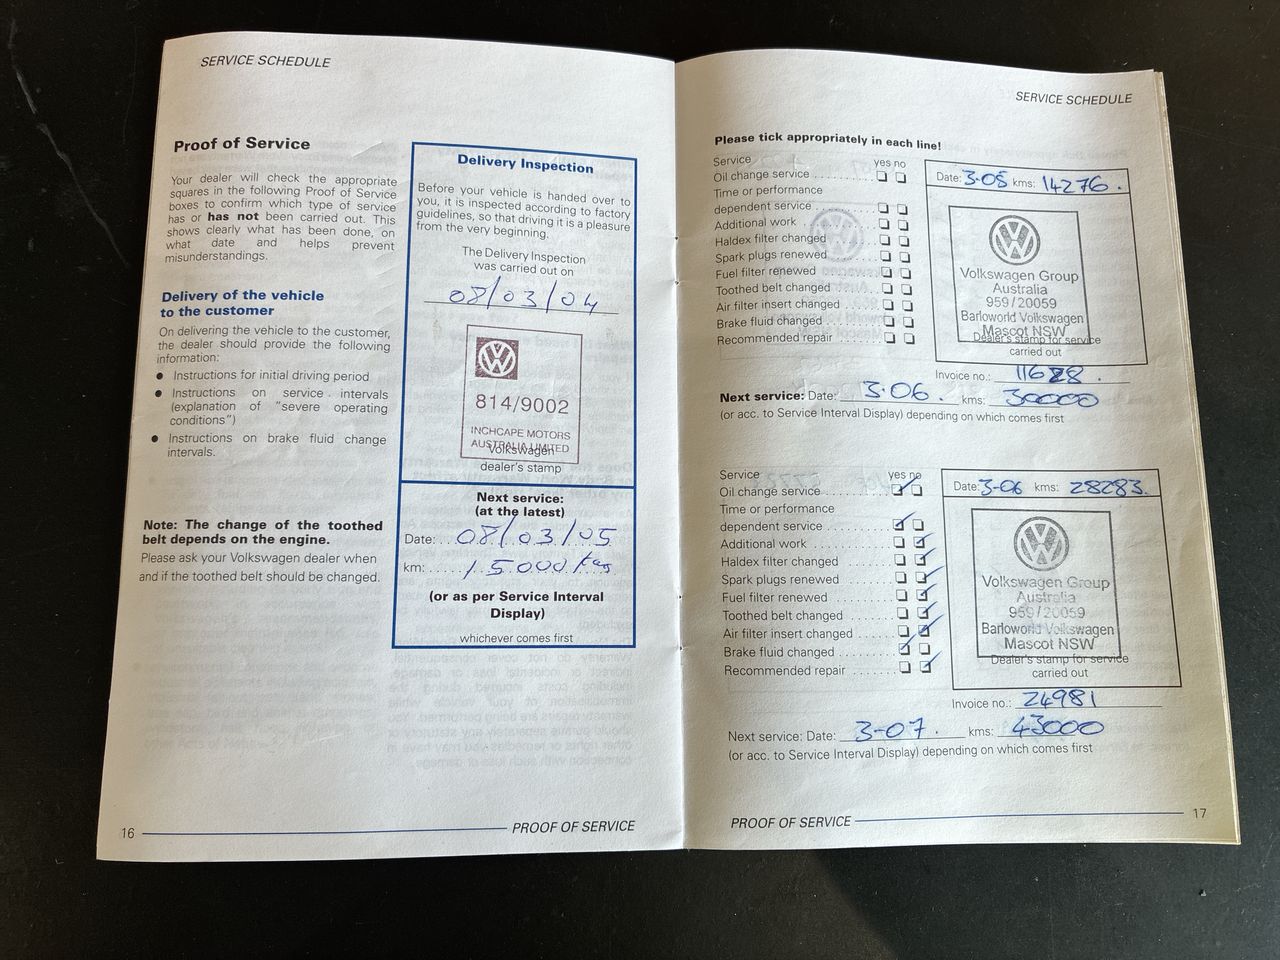 SERVICE SCHEDULE
Proof of Service
Your dealer will check the appropriate
squares in the following Proof of Service
boxes to confirm which type of service
has or has not been carried out. This
shows clearly what has been done, on
what date and helps prevent
misunderstandings.
Delivery of the vehicle
to the customer
On delivering the vehicle to the customer,
the dealer should provide the following
information:
● Instructions for initial driving period
● Instructions on service intervals
(explanation of "severe operating
conditions")
● Instructions on brake fluid change
intervals.
Note: The change of the toothed
belt depends on the engine.
Please ask your Volkswagen dealer when
and if the toothed belt should be changed.
Delivery Inspection
Before your vehicle is handed over to
you, it is inspected according to factory
guidelines, so that driving it is a pleasure
from the very beginning.
The Delivery Inspection
was carried out on
08/03/04
814/9002
INCHCAPE MOTORS
AUSTRALIA LIMITED
Volkswagen
dealer's stamp
Next service:
(at the latest)
Date: 08/03/05
km: 15000 kms
(or as per Service Interval
Display)
whichever comes first
16 PROOF OF SERVICE
SERVICE SCHEDULE
Please tick appropriately in each line!
Service yes no
Oil change service
Time or performance
dependent service
Additional work
Haldex filter changed
Spark plugs renewed
Fuel filter renewed
Toothed belt changed
Air filter insert changed
Brake fluid changed
Recommended repair
Date: 3-05 kms: 14276.
Volkswagen Group
Australia
959/20059
Barloworld Volkswagen
Mascot NSW
Dealer's stamp for service
carried out
Invoice no.: 11628.
Next service: Date: 3.06. kms: 30000
(or acc. to Service Interval Display) depending on which comes first
Service yes no
Oil change service
Time or performance
dependent service
Additional work
Haldex filter changed
Spark plugs renewed
Fuel filter renewed
Toothed belt changed
Air filter insert changed
Brake fluid changed
Recommended repair
Date: 3-06 kms: 28283.
Volkswagen Group
Australia
959/20059
Barloworld Volkswagen
Mascot NSW
Dealer's stamp for service
carried out
Invoice no.: 24981
Next service: Date: 3-07. kms: 43000
(or acc. to Service Interval Display) depending on which comes first
PROOF OF SERVICE 17